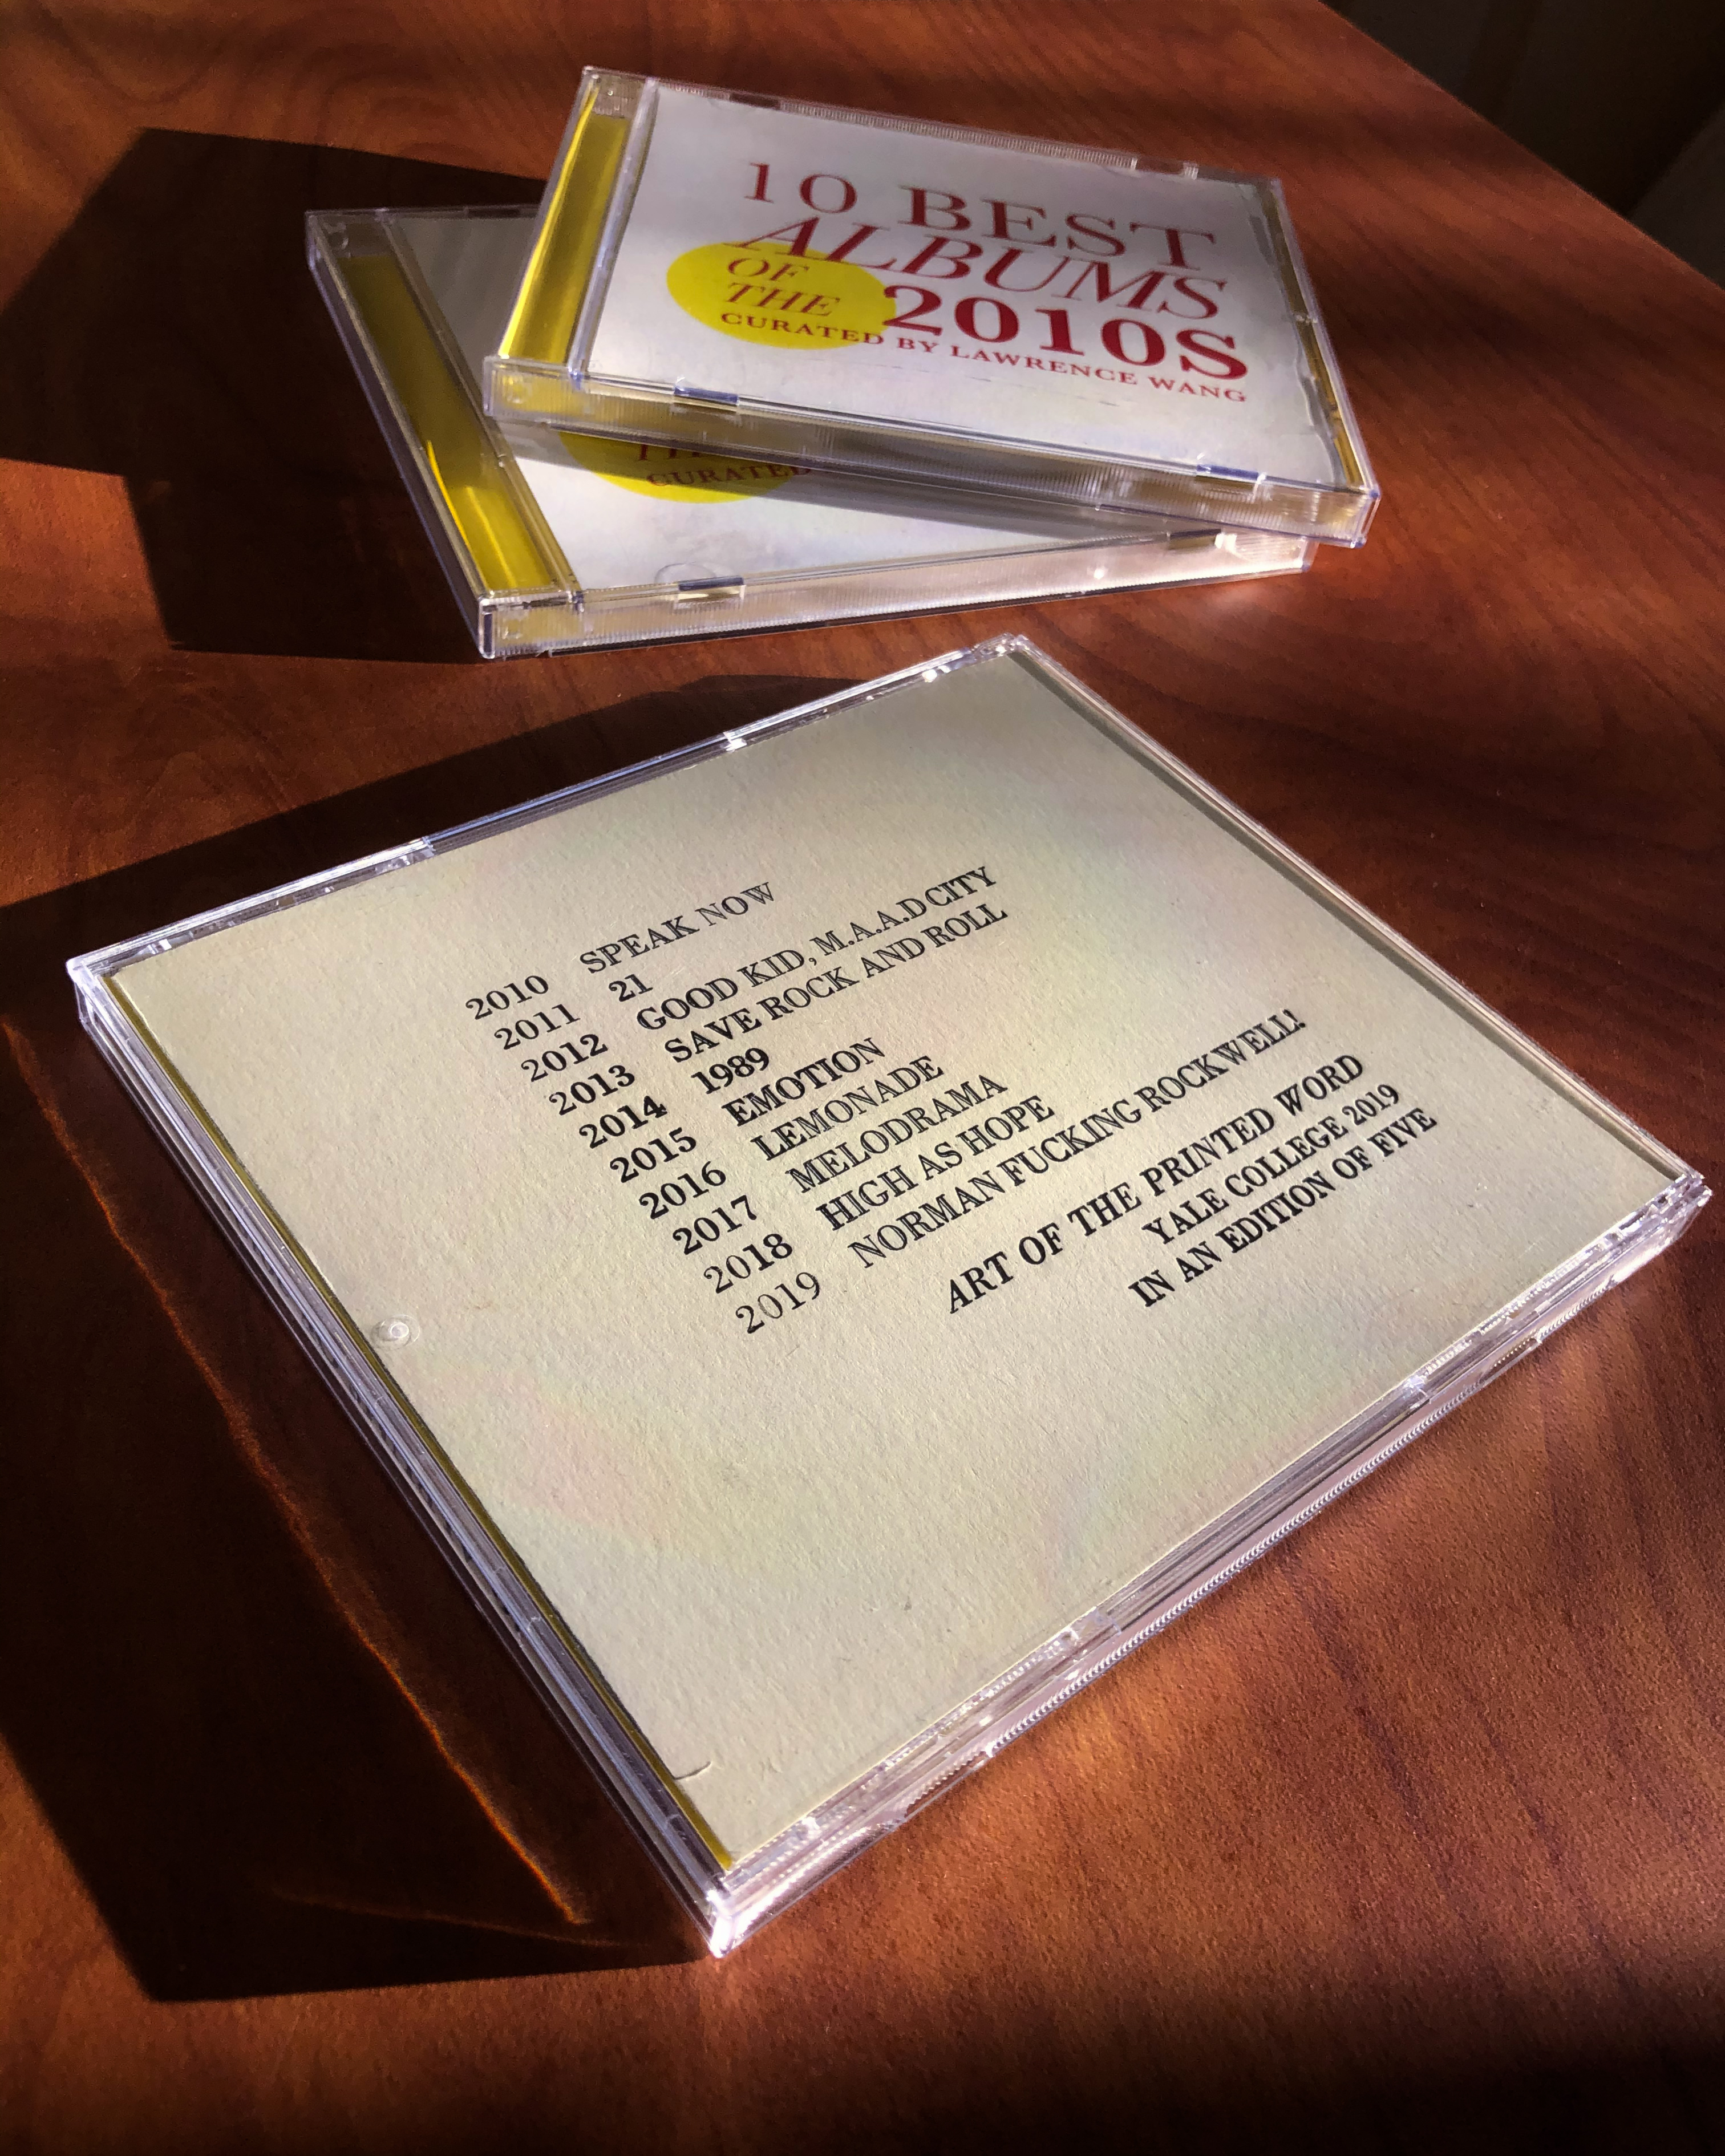 10 BEST
ALBUMS
OF
THE 2010S
CURATED BY LAWRENCE WANG
CURATED
2010 SPEAK NOW
2011 21
2012 GOOD KID, M.A.A.D CITY
2013 SAVE ROCK AND ROLL
2014 1989
2015 EMOTION
2016 LEMONADE
2017 MELODRAMA
2018 HIGH AS HOPE
2019 NORMAN FUCKING ROCKWELL!
ART OF THE PRINTED WORD
YALE COLLEGE 2019
IN AN EDITION OF FIVE